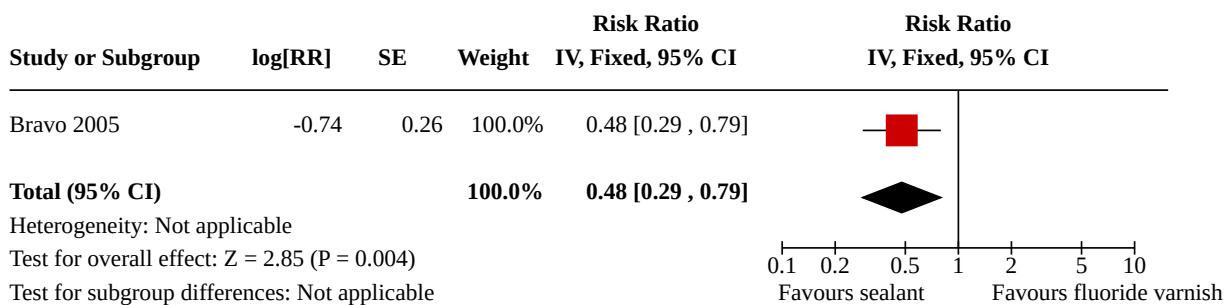 Risk Ratio Risk Ratio
Study or Subgroup log[RR] SE Weight IV, Fixed, 95% CI IV, Fixed, 95% CI
Bravo 2005 -0.74 0.26 100.0% 0.48 [0.29 , 0.79]
Total (95% CI) 100.0% 0.48 [0.29 , 0.79]
Heterogeneity: Not applicable
Test for overall effect: Z = 2.85 (P = 0.004) 0.1 0.2 0.5 1 2 5 10
Test for subgroup differences: Not applicable Favours sealant Favours fluoride varnish